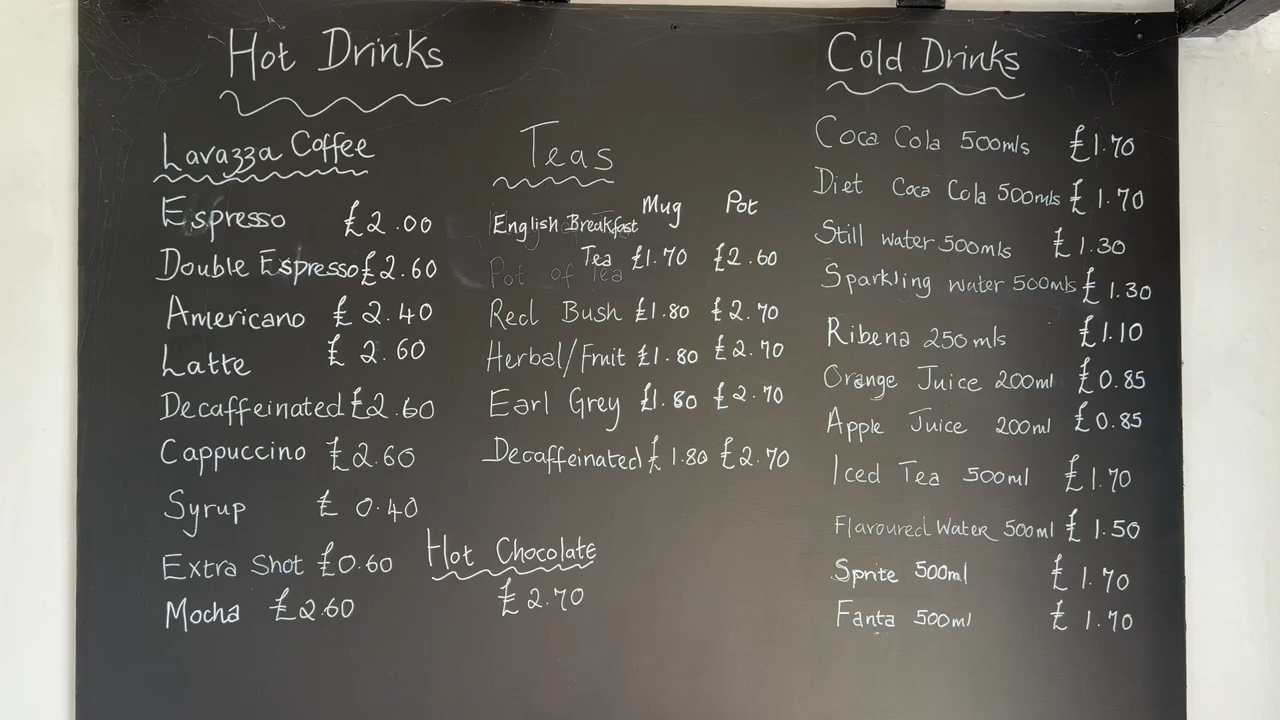 Hot Drinks
Lavazza Coffee
Espresso £2.00
Double Espresso £2.60
Americano £2.40
Latte £2.60
Decaffeinated £2.60
Cappuccino £2.60
Syrup £0.40
Extra Shot £0.60
Mocha £2.60
Teas
Mug Pot
English Breakfast
Tea £1.70 £2.60
Pot of Tea
Red Bush £1.80 £2.70
Herbal/Fruit £1.80 £2.70
Earl Grey £1.80 £2.70
Decaffeinated £1.80 £2.70
Hot Chocolate
£2.70
Cold Drinks
Coca Cola 500mls £1.70
Diet Coca Cola 500mls £1.70
Still water 500mls £1.30
Sparkling water 500mls £1.30
Ribena 250mls £1.10
Orange Juice 200ml £0.85
Apple Juice 200ml £0.85
Iced Tea 500ml £1.70
Flavoured Water 500ml £1.50
Sprite 500ml £1.70
Fanta 500ml £1.70